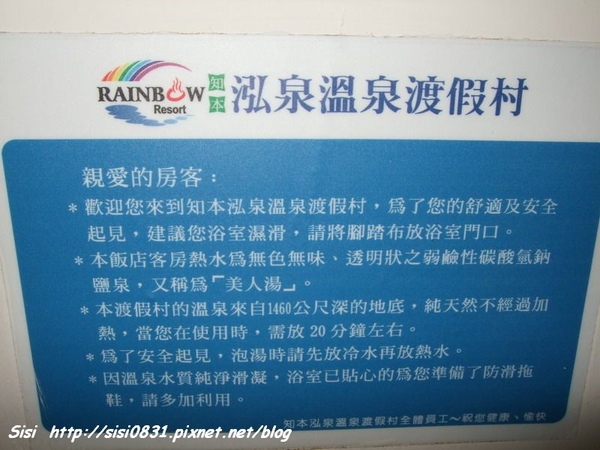 RAINBOW
Resort
知本
泓泉溫泉渡假村
親愛的房客：
* 歡迎您來到知本泓泉溫泉渡假村，爲了您的舒適及安全
起見，建議您浴室濕滑，請將腳踏布放浴室門口。
* 本飯店客房熱水爲無色無味、透明狀之弱鹼性碳酸氫鈉
鹽泉，又稱爲「美人湯」。
* 本渡假村的溫泉來自1460公尺深的地底，純天然不經過加
熱，當您在使用時，需放20分鐘左右。
* 爲了安全起見，泡湯時請先放冷水再放熱水。
* 因溫泉水質純淨滑凝，浴室已貼心的爲您準備了防滑拖
鞋，請多加利用。
知本泓泉溫泉渡假村全體員工～祝您健康、愉快
Sisi http://sisi0831.pixnet.net/blog